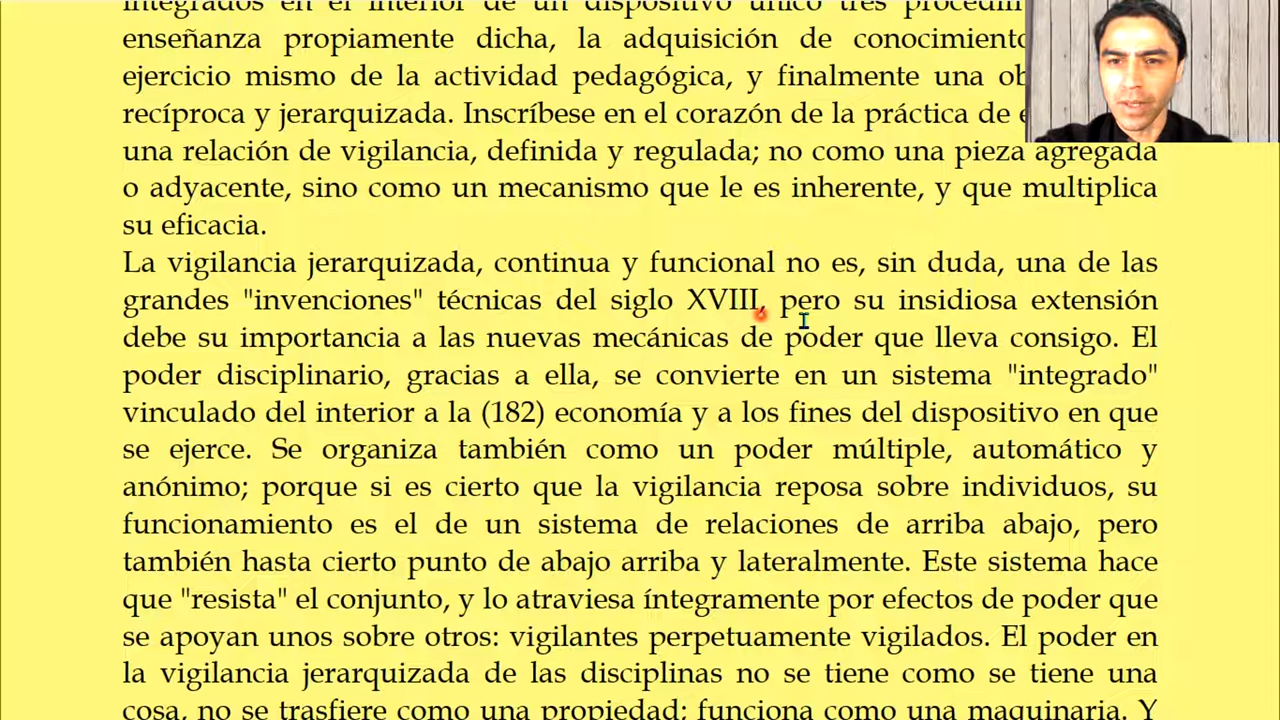 integrados en el interior de un dispositivo único tres
enseñanza propiamente dicha, la adquisición de
ejercicio mismo de la actividad pedagógica, y finalmente una
recíproca y jerarquizada. Inscríbese en el corazón de la práctica de
una relación de vigilancia, definida y regulada; no como una pieza agregada
o adyacente, sino como un mecanismo que le es inherente, y que multiplica
su eficacia.
La vigilancia jerarquizada, continua y funcional no es, sin duda, una de las
grandes "invenciones" técnicas del siglo XVIII, pero su insidiosa extensión
debe su importancia a las nuevas mecánicas de poder que lleva consigo. El
poder disciplinario, gracias a ella, se convierte en un sistema "integrado"
vinculado del interior a la (182) economía y a los fines del dispositivo en que
se ejerce. Se organiza también como un poder múltiple, automático y
anónimo; porque si es cierto que la vigilancia reposa sobre individuos, su
funcionamiento es el de un sistema de relaciones de arriba abajo, pero
también hasta cierto punto de abajo arriba y lateralmente. Este sistema hace
que "resista" el conjunto, y lo atraviesa íntegramente por efectos de poder que
se apoyan unos sobre otros: vigilantes perpetuamente vigilados. El poder en
la vigilancia jerarquizada de las disciplinas no se tiene como se tiene una
cosa, no se trasfiere como una propiedad; funciona como una maquinaria. Y